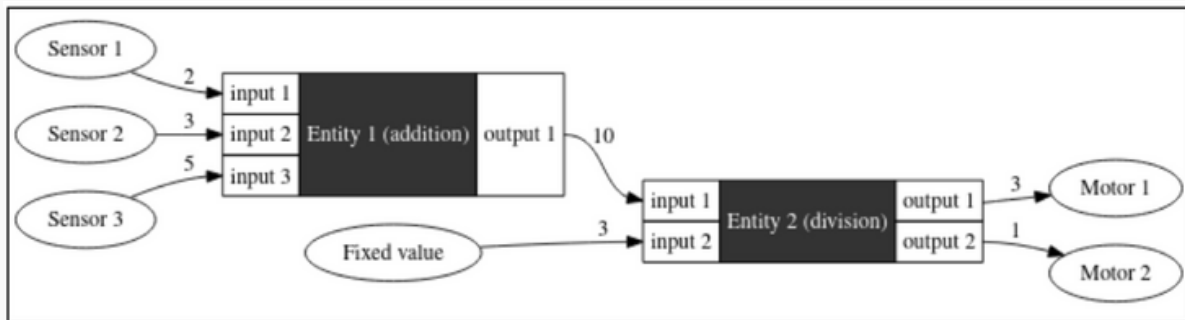 Sensor 1
2
Sensor 2
3
Sensor 3
5
input 1
input 2
input 3
Entity 1 (addition)
output 1
10
Fixed value
3
input 1
input 2
Entity 2 (division)
output 1
output 2
3
1
Motor 1
Motor 2